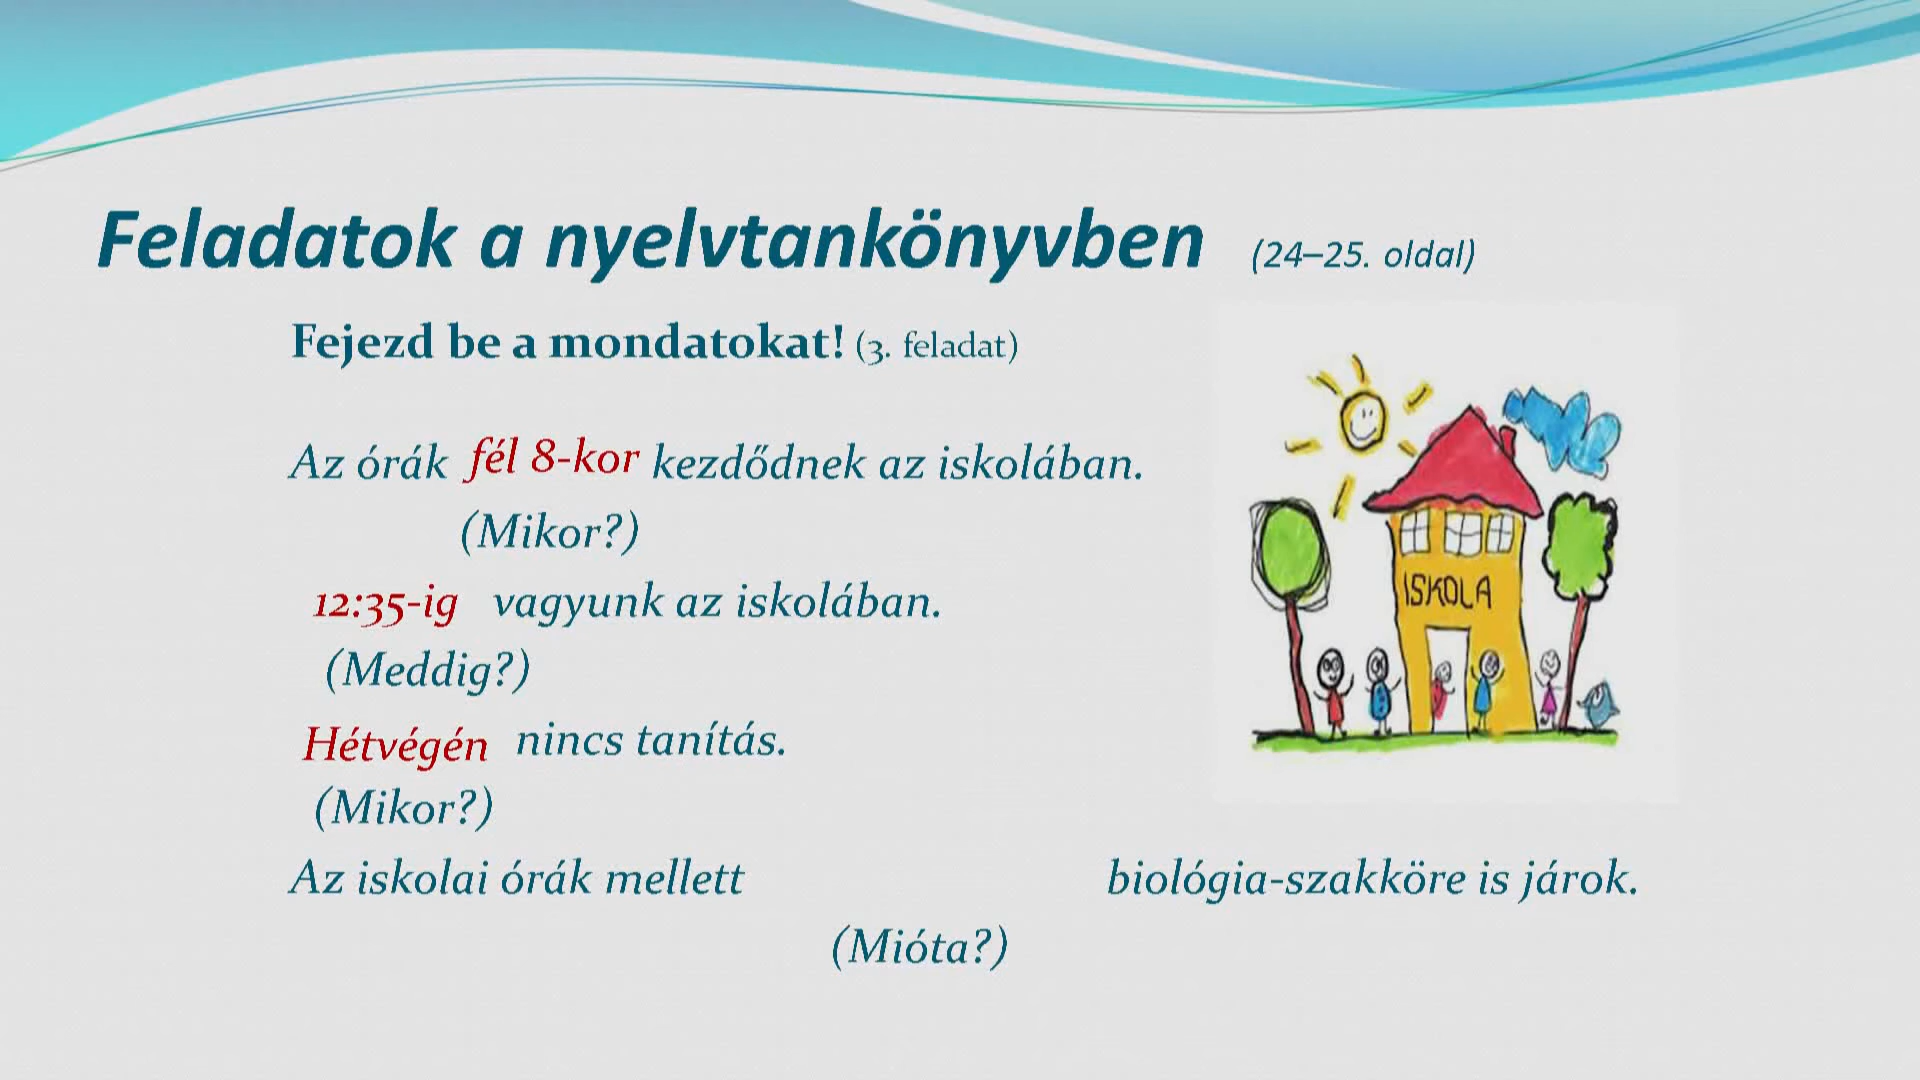 Feladatok a nyelvtankönyvben (24–25. oldal)
Fejezd be a mondatokat! (3. feladat)
Az órák fél 8-kor kezdődnek az iskolában.
(Mikor?)
12:35-ig vagyunk az iskolában.
(Meddig?)
Hétvégén nincs tanítás.
(Mikor?)
Az iskolai órák mellett biológia-szakköre is járok.
(Mióta?)
ISKOLA